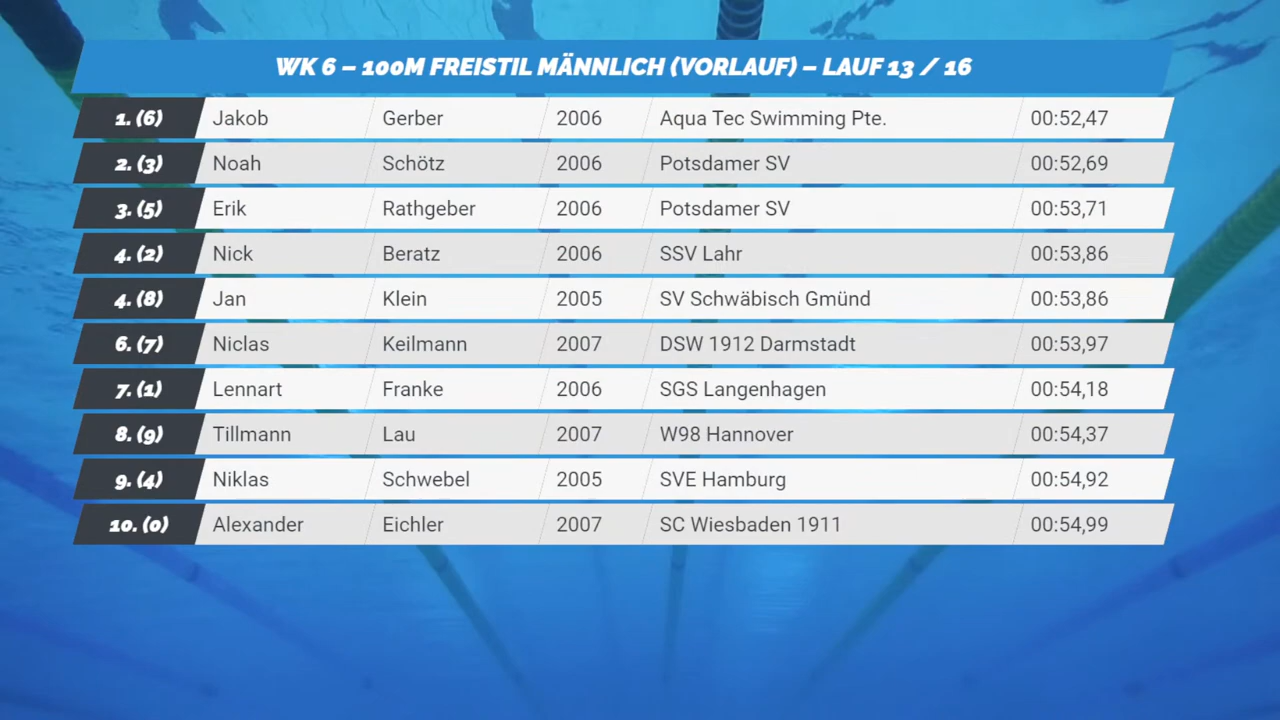 WK 6 – 100M FREISTIL MÄNNLICH (VORLAUF) – LAUF 13 / 16
1. (6) Jakob Gerber 2006 Aqua Tec Swimming Pte. 00:52,47
2. (3) Noah Schötz 2006 Potsdamer SV 00:52,69
3. (5) Erik Rathgeber 2006 Potsdamer SV 00:53,71
4. (2) Nick Beratz 2006 SSV Lahr 00:53,86
4. (8) Jan Klein 2005 SV Schwäbisch Gmünd 00:53,86
6. (7) Niclas Keilmann 2007 DSW 1912 Darmstadt 00:53,97
7. (1) Lennart Franke 2006 SGS Langenhagen 00:54,18
8. (9) Tillmann Lau 2007 W98 Hannover 00:54,37
9. (4) Niklas Schwebel 2005 SVE Hamburg 00:54,92
10. (0) Alexander Eichler 2007 SC Wiesbaden 1911 00:54,99